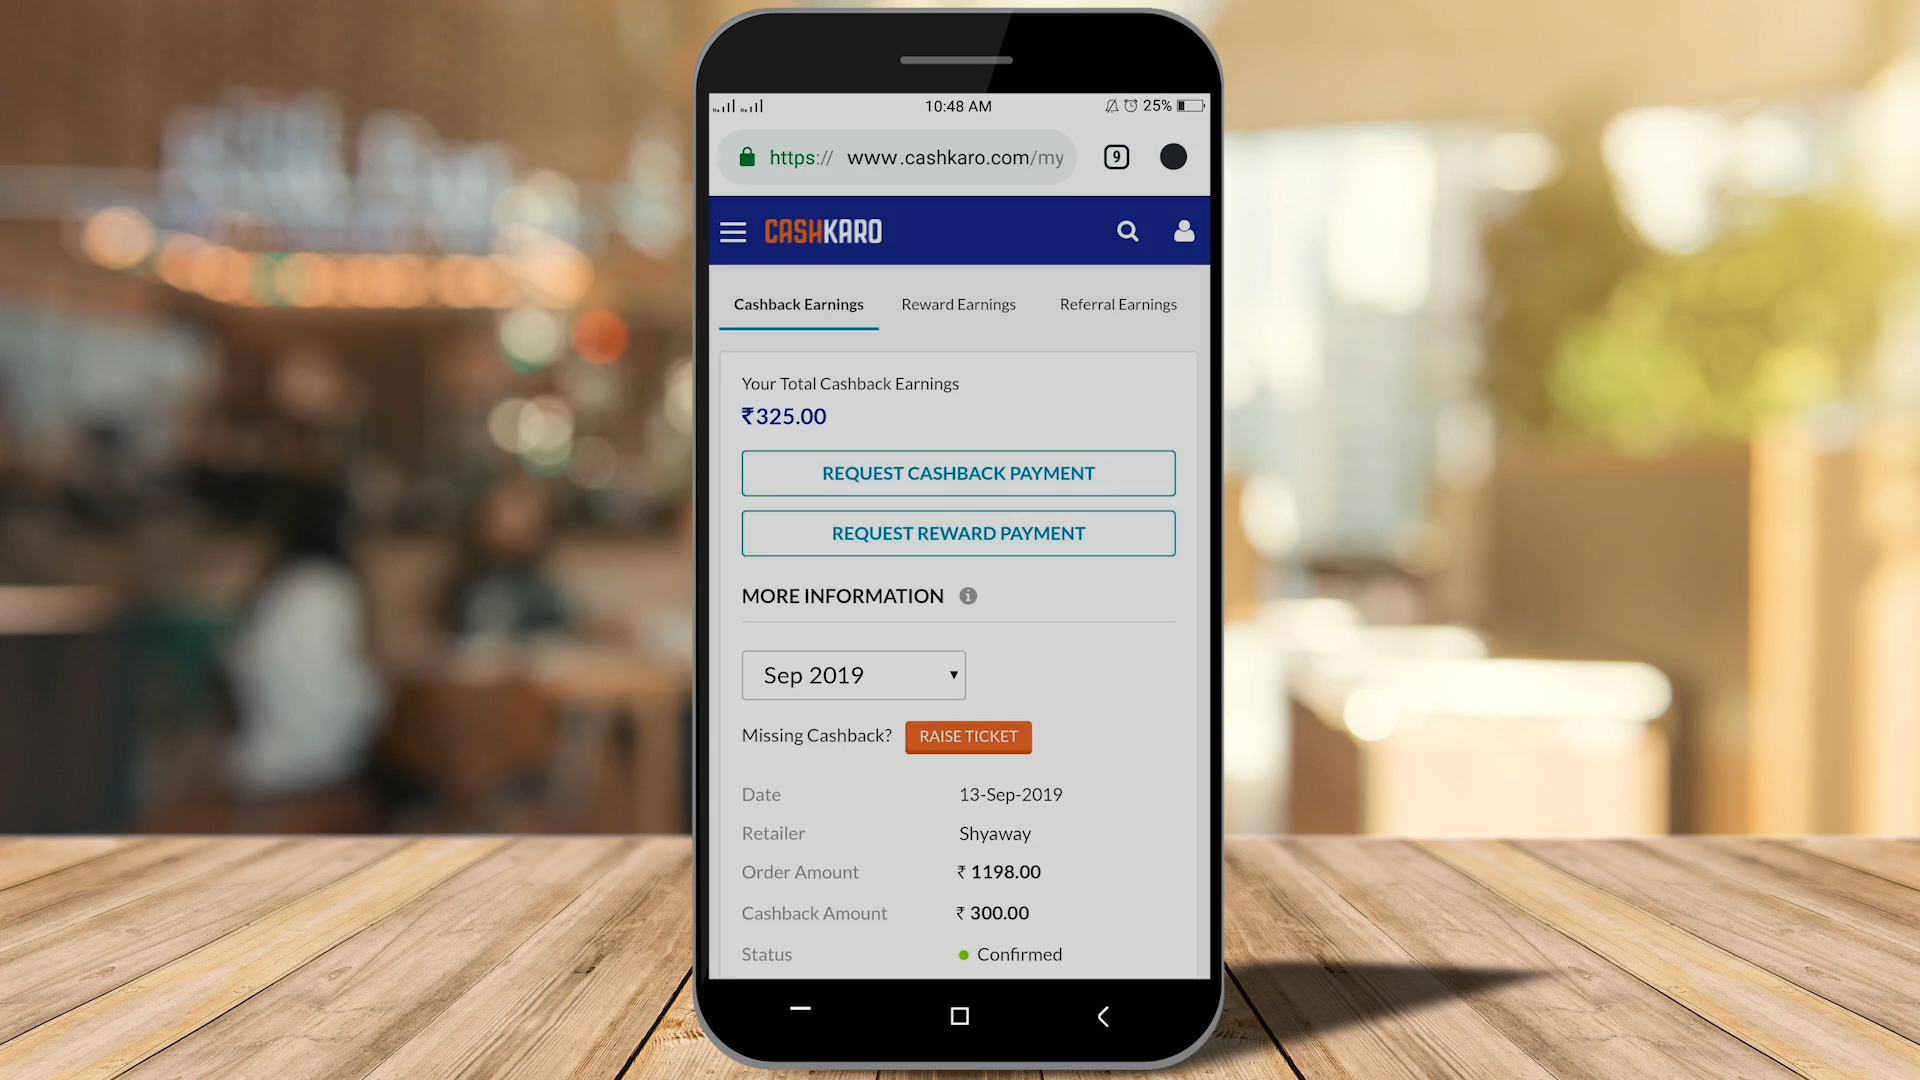 10:48 AM 25%
https:// www.cashkaro.com/my 9
CASHKARO
Cashback Earnings Reward Earnings Referral Earnings
Your Total Cashback Earnings
₹325.00
REQUEST CASHBACK PAYMENT
REQUEST REWARD PAYMENT
MORE INFORMATION
Sep 2019
Missing Cashback? RAISE TICKET
Date 13-Sep-2019
Retailer Shyaway
Order Amount ₹ 1198.00
Cashback Amount ₹ 300.00
Status Confirmed